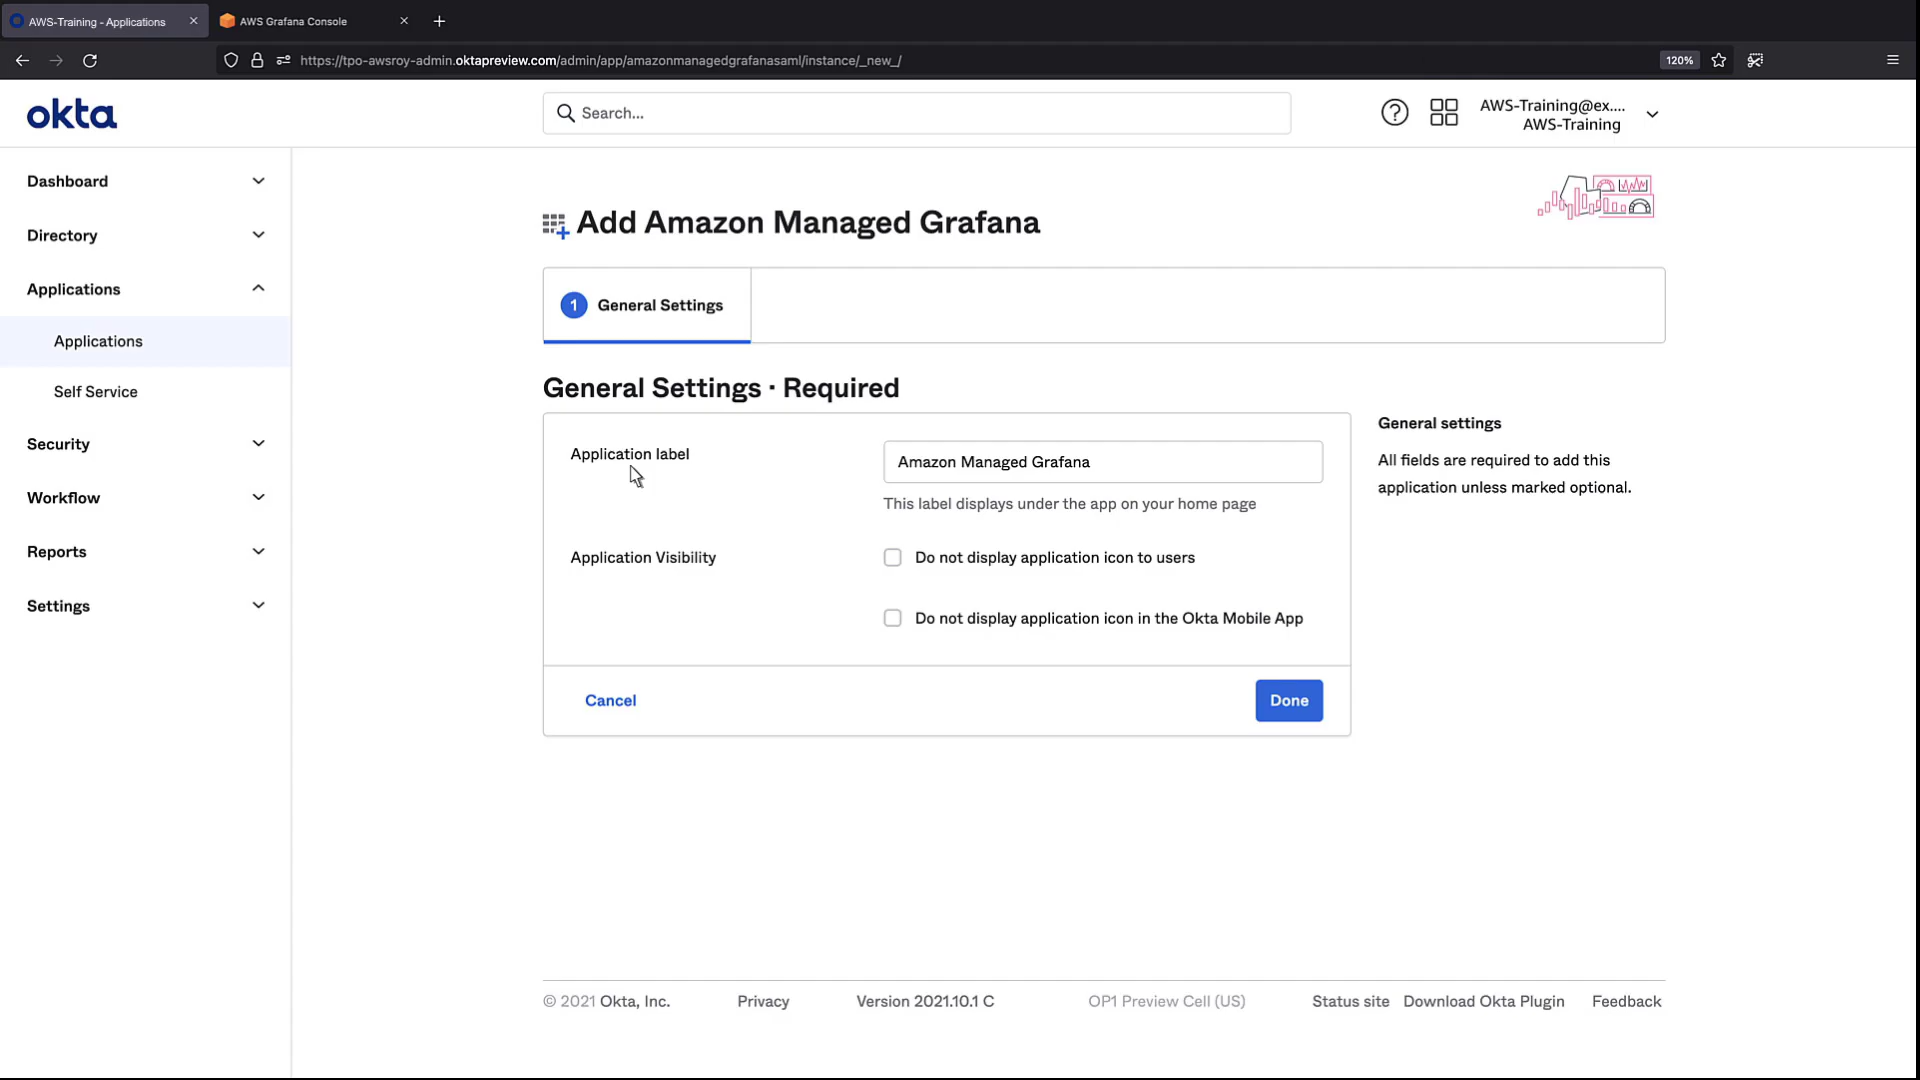 AWS-Training - Applications
AWS Grafana Console
https://tpo-awsroy-admin.oktapreview.com/admin/app/amazonmanagedgrafanasaml/instance/_new_/
120%
okta
Search...
AWS-Training@ex....
AWS-Training
Dashboard
Directory
Applications
Applications
Self Service
Security
Workflow
Reports
Settings
Add Amazon Managed Grafana
1 General Settings
General Settings · Required
Application label
Amazon Managed Grafana
This label displays under the app on your home page
Application Visibility
Do not display application icon to users
Do not display application icon in the Okta Mobile App
Cancel
Done
General settings
All fields are required to add this
application unless marked optional.
© 2021 Okta, Inc.
Privacy
Version 2021.10.1 C
OP1 Preview Cell (US)
Status site
Download Okta Plugin
Feedback